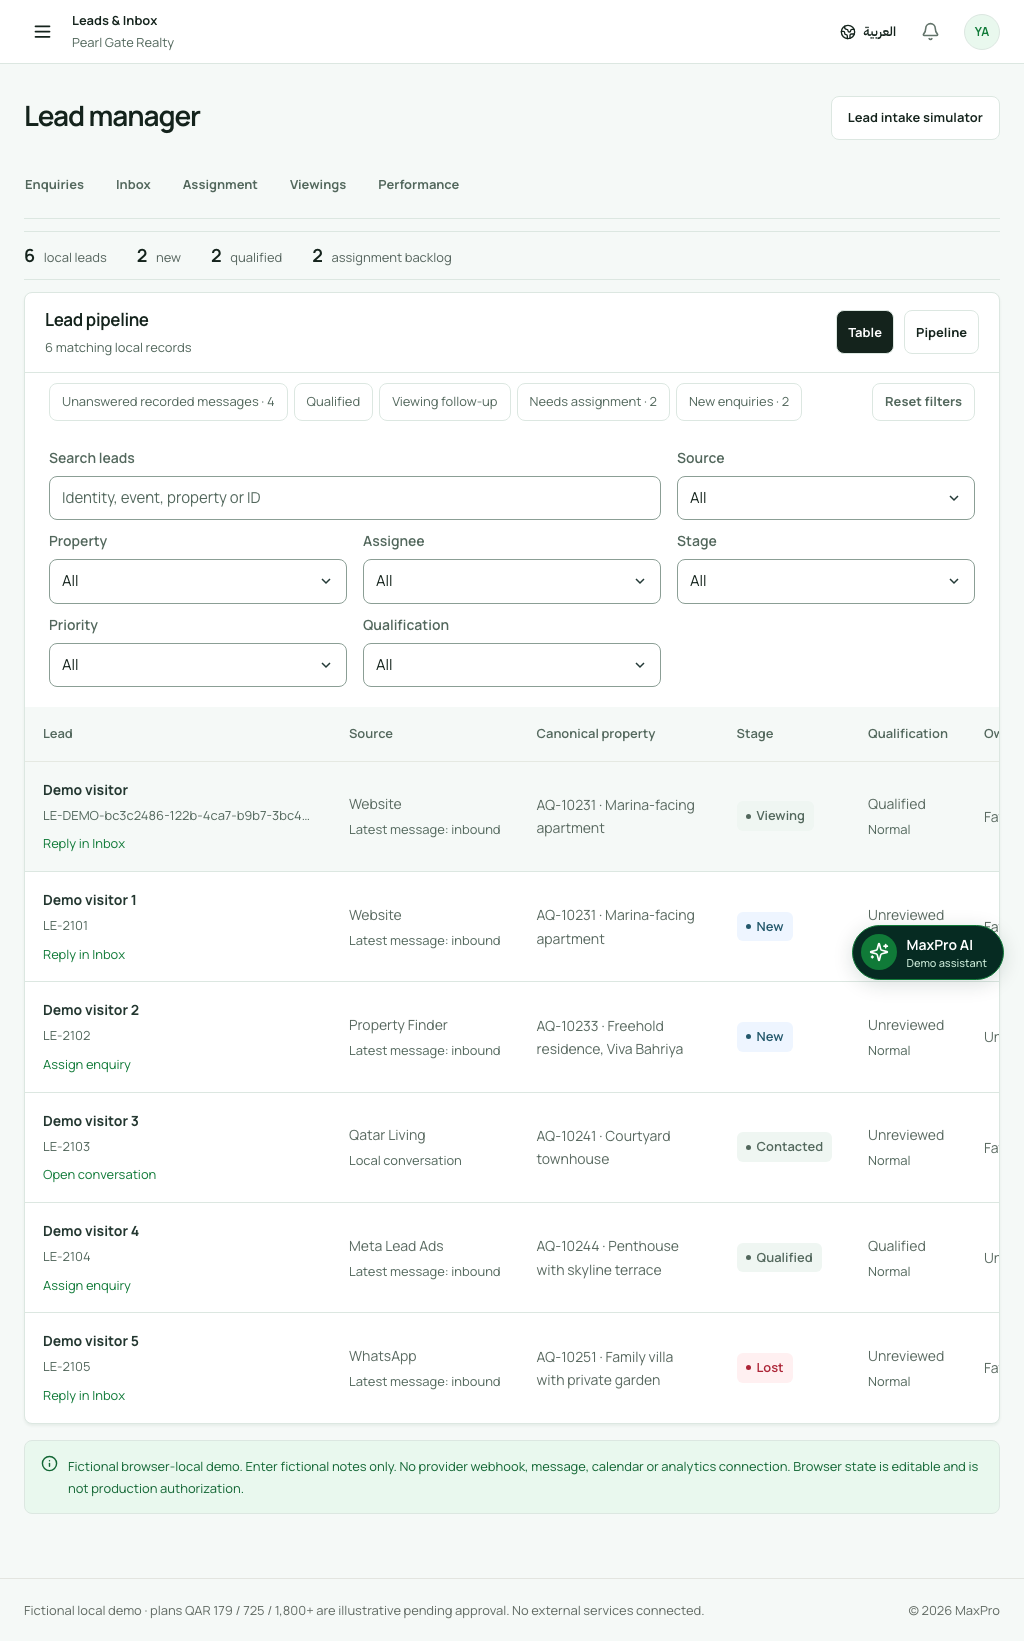 Leads & Inbox
Pearl Gate Realty
العربية
YA
Lead manager
Lead intake simulator
Enquiries
Inbox
Assignment
Viewings
Performance
6 local leads
2 new
2 qualified
2 assignment backlog
Lead pipeline
6 matching local records
Table
Pipeline
Unanswered recorded messages · 4
Qualified
Viewing follow-up
Needs assignment · 2
New enquiries · 2
Reset filters
Search leads
Identity, event, property or ID
Source
All
Property
All
Assignee
All
Stage
All
Priority
All
Qualification
All
Lead
Source
Canonical property
Stage
Qualification
Demo visitor
LE-DEMO-bc3c2486-122b-4ca7-b9b7-3bc4...
Reply in Inbox
Website
Latest message: inbound
AQ-10231 · Marina-facing
apartment
Viewing
Qualified
Normal
Demo visitor 1
LE-2101
Reply in Inbox
Website
Latest message: inbound
AQ-10231 · Marina-facing
apartment
New
Unreviewed
MaxPro AI
Demo assistant
Demo visitor 2
LE-2102
Assign enquiry
Property Finder
Latest message: inbound
AQ-10233 · Freehold
residence, Viva Bahriya
New
Unreviewed
Normal
Demo visitor 3
LE-2103
Open conversation
Qatar Living
Local conversation
AQ-10241 · Courtyard
townhouse
Contacted
Unreviewed
Normal
Demo visitor 4
LE-2104
Assign enquiry
Meta Lead Ads
Latest message: inbound
AQ-10244 · Penthouse
with skyline terrace
Qualified
Qualified
Normal
Demo visitor 5
LE-2105
Reply in Inbox
WhatsApp
Latest message: inbound
AQ-10251 · Family villa
with private garden
Lost
Unreviewed
Normal
Fictional browser-local demo. Enter fictional notes only. No provider webhook, message, calendar or analytics connection. Browser state is editable and is
not production authorization.
Fictional local demo · plans QAR 179 / 725 / 1,800+ are illustrative pending approval. No external services connected.
© 2026 MaxPro